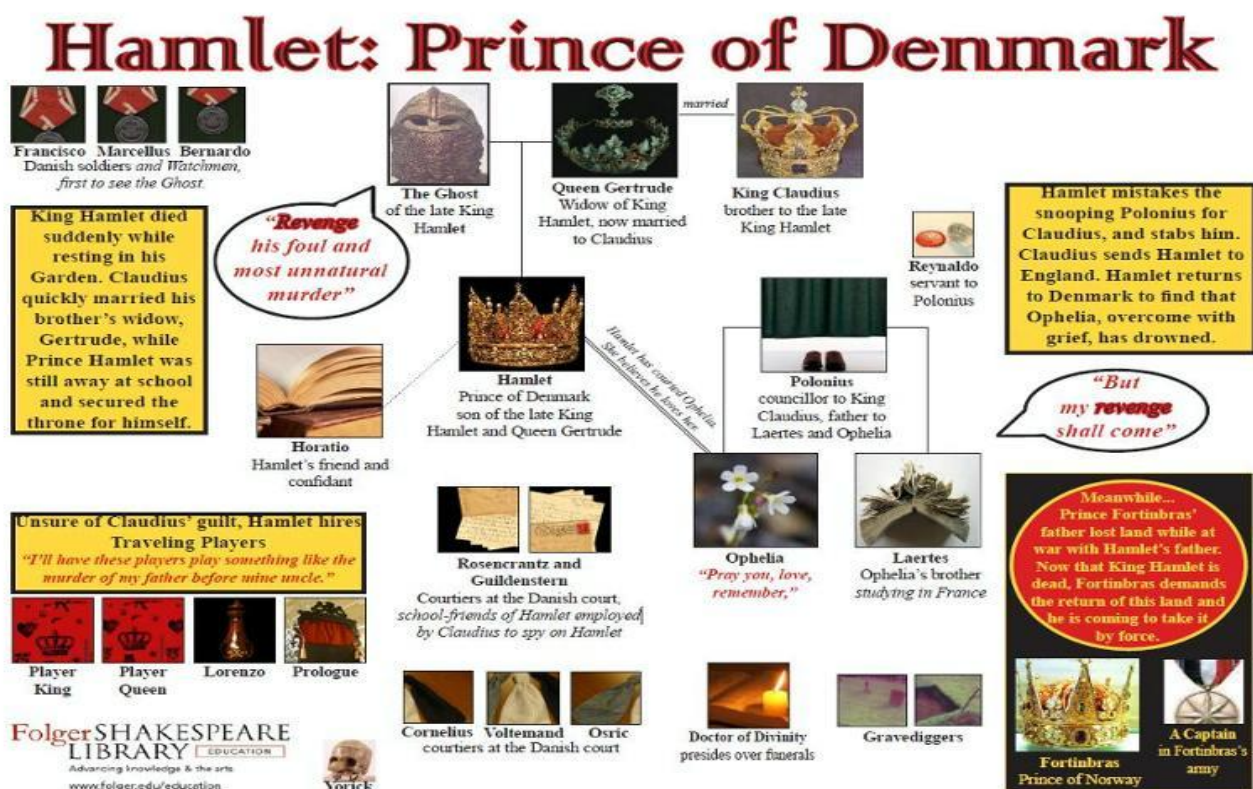 Hamlet: Prince of Denmark
married
Francisco Marcellus Bernardo
Danish soldiers and Watchmen,
first to see the Ghost.
The Ghost
of the late King
Hamlet
Queen Gertrude
Widow of King
Hamlet, now married
to Claudius
King Claudius
brother to the late
King Hamlet
King Hamlet died
suddenly while
resting in his
Garden. Claudius
quickly married his
brother's widow,
Gertrude, while
Prince Hamlet was
still away at school
and secured the
throne for himself.
"Revenge
his foul and
most unnatural
murder"
Reynaldo
servant to
Polonius
Hamlet mistakes the
snooping Polonius for
Claudius, and stabs him.
Claudius sends Hamlet to
England. Hamlet returns
to Denmark to find that
Ophelia, overcome with
grief, has drowned.
Hamlet has courted Ophelia.
She believes he loves her.
Hamlet
Prince of Denmark
son of the late King
Hamlet and Queen Gertrude
Polonius
councillor to King
Claudius, father to
Laertes and Ophelia
"But
my revenge
shall come"
Horatio
Hamlet's friend and
confidant
Unsure of Claudius' guilt, Hamlet hires
Traveling Players
"I'll have these players play something like the
murder of my father before mine uncle."
Rosencrantz and
Guildenstern
Courtiers at the Danish court,
school-friends of Hamlet employed
by Claudius to spy on Hamlet
Ophelia
"Pray you, love,
remember,"
Laertes
Ophelia's brother
studying in France
Meanwhile...
Prince Fortinbras'
father lost land while at
war with Hamlet's father.
Now that King Hamlet is
dead, Fortinbras demands
the return of this land and
he is coming to take it
by force.
Player
King
Player
Queen
Lorenzo
Prologue
Cornelius Voltemand Osric
courtiers at the Danish court
Doctor of Divinity
presides over funerals
Gravediggers
Fortinbras
Prince of Norway
A Captain
in Fortinbras's
army
Folger SHAKESPEARE
LIBRARY EDUCATION
Advancing knowledge & the arts
www.folger.edu/education
Yorick